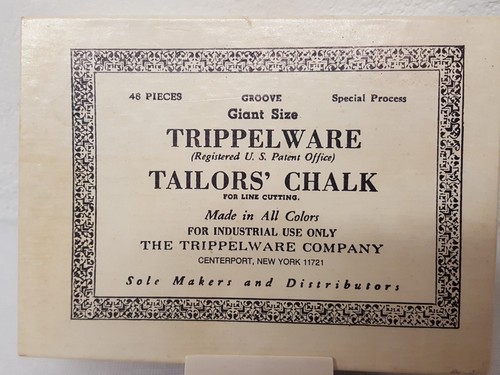 48 PIECES GROOVE Special Process
Giant Size
TRIPPELWARE
(Registered U. S. Patent Office)
TAILORS' CHALK
FOR LINE CUTTING.
Made in All Colors
FOR INDUSTRIAL USE ONLY
THE TRIPPELWARE COMPANY
CENTERPORT, NEW YORK 11721
Sole Makers and Distributors